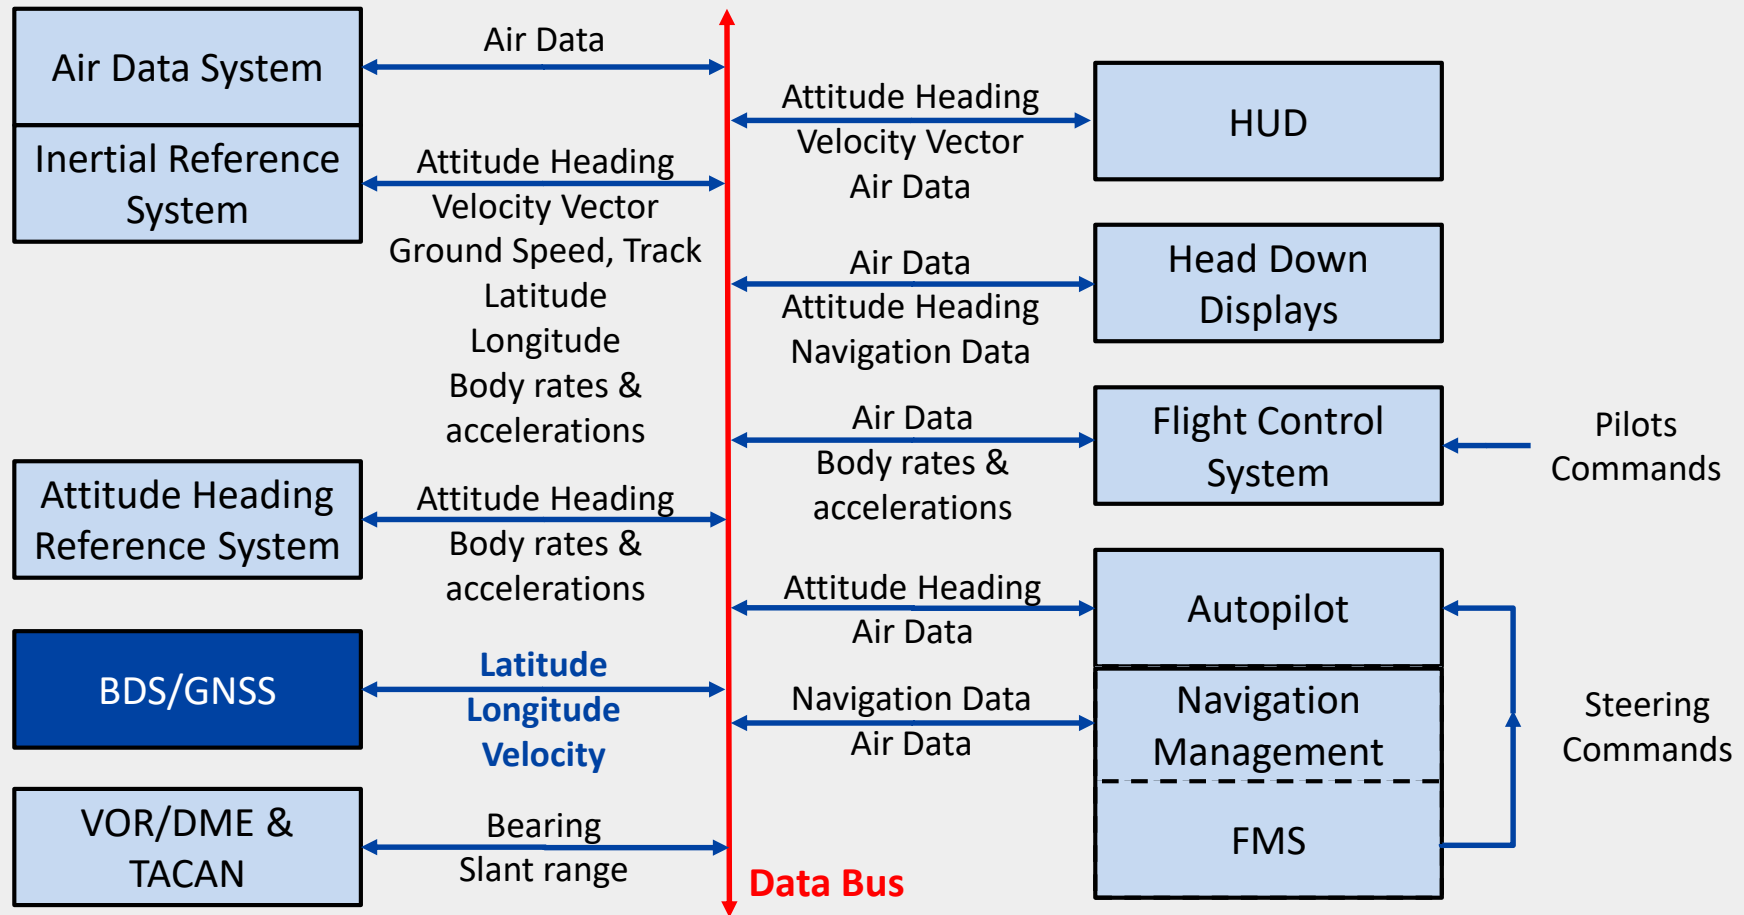 Air Data System
Air Data
Inertial Reference
System
Attitude Heading
Velocity Vector
Ground Speed, Track
Latitude
Longitude
Body rates &
accelerations
Attitude Heading
Reference System
Attitude Heading
Body rates &
accelerations
BDS/GNSS
Latitude
Longitude
Velocity
VOR/DME &
TACAN
Bearing
Slant range
Data Bus
Attitude Heading
Velocity Vector
Air Data
HUD
Air Data
Attitude Heading
Navigation Data
Head Down
Displays
Air Data
Body rates &
accelerations
Flight Control
System
Pilots
Commands
Attitude Heading
Air Data
Autopilot
Navigation Data
Air Data
Navigation
Management
FMS
Steering
Commands